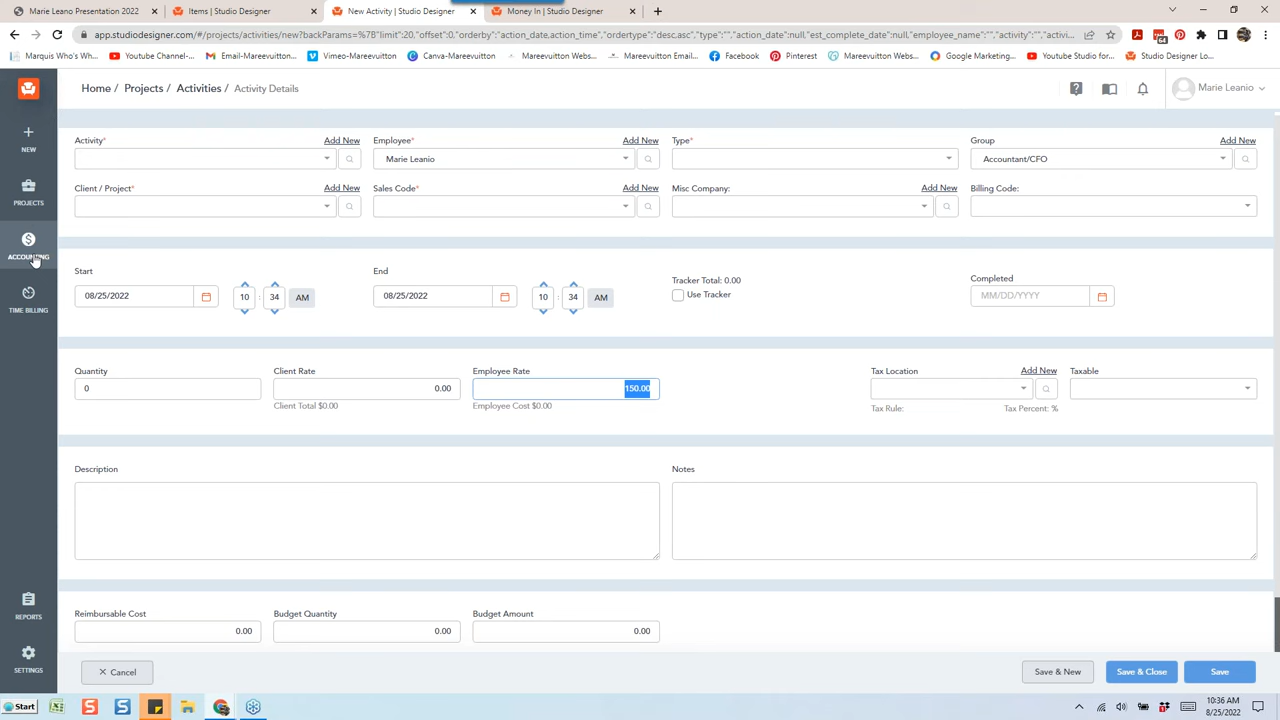 Marie Leano Presentation 2022
Items | Studio Designer
New Activity | Studio Designer
Money In | Studio Designer
app.studiodesigner.com/#/projects/activities/new?backParams=%7B"limit":20,"offset":0,"orderby":"action_date,action_time","ordertype":"desc,asc","type":"","action_date":null,"est_complete_date":null,"employee_name":"","activity":"","activi...
Marquis Who's Wh...
Youtube Channel-...
Email-Mareevuitton...
Vimeo-Mareevuitton
Canva-Mareevuitton
Mareevuitton Webs...
Mareevuitton Email...
Facebook
Pinterest
Mareevuitton Webs...
Google Marketing...
Youtube Studio for...
Studio Designer Lo...
Home / Projects / Activities / Activity Details
Marie Leanio
NEW
PROJECTS
ACCOUNTING
TIME BILLING
REPORTS
SETTINGS
Activity* Add New
Employee* Add New
Type*
Group Add New
Marie Leanio
Accountant/CFO
Client / Project* Add New
Sales Code* Add New
Misc Company: Add New
Billing Code:
Start
End
Tracker Total: 0.00
Completed
08/25/2022 10 : 34 AM
08/25/2022 10 : 34 AM
Use Tracker
MM/DD/YYYY
Quantity
Client Rate
Employee Rate
Tax Location Add New
Taxable
0
0.00
150.00
Client Total $0.00
Employee Cost $0.00
Tax Rule:
Tax Percent: %
Description
Notes
Reimbursable Cost
Budget Quantity
Budget Amount
0.00
0.00
0.00
Cancel
Save & New
Save & Close
Save
Start
10:36 AM
8/25/2022